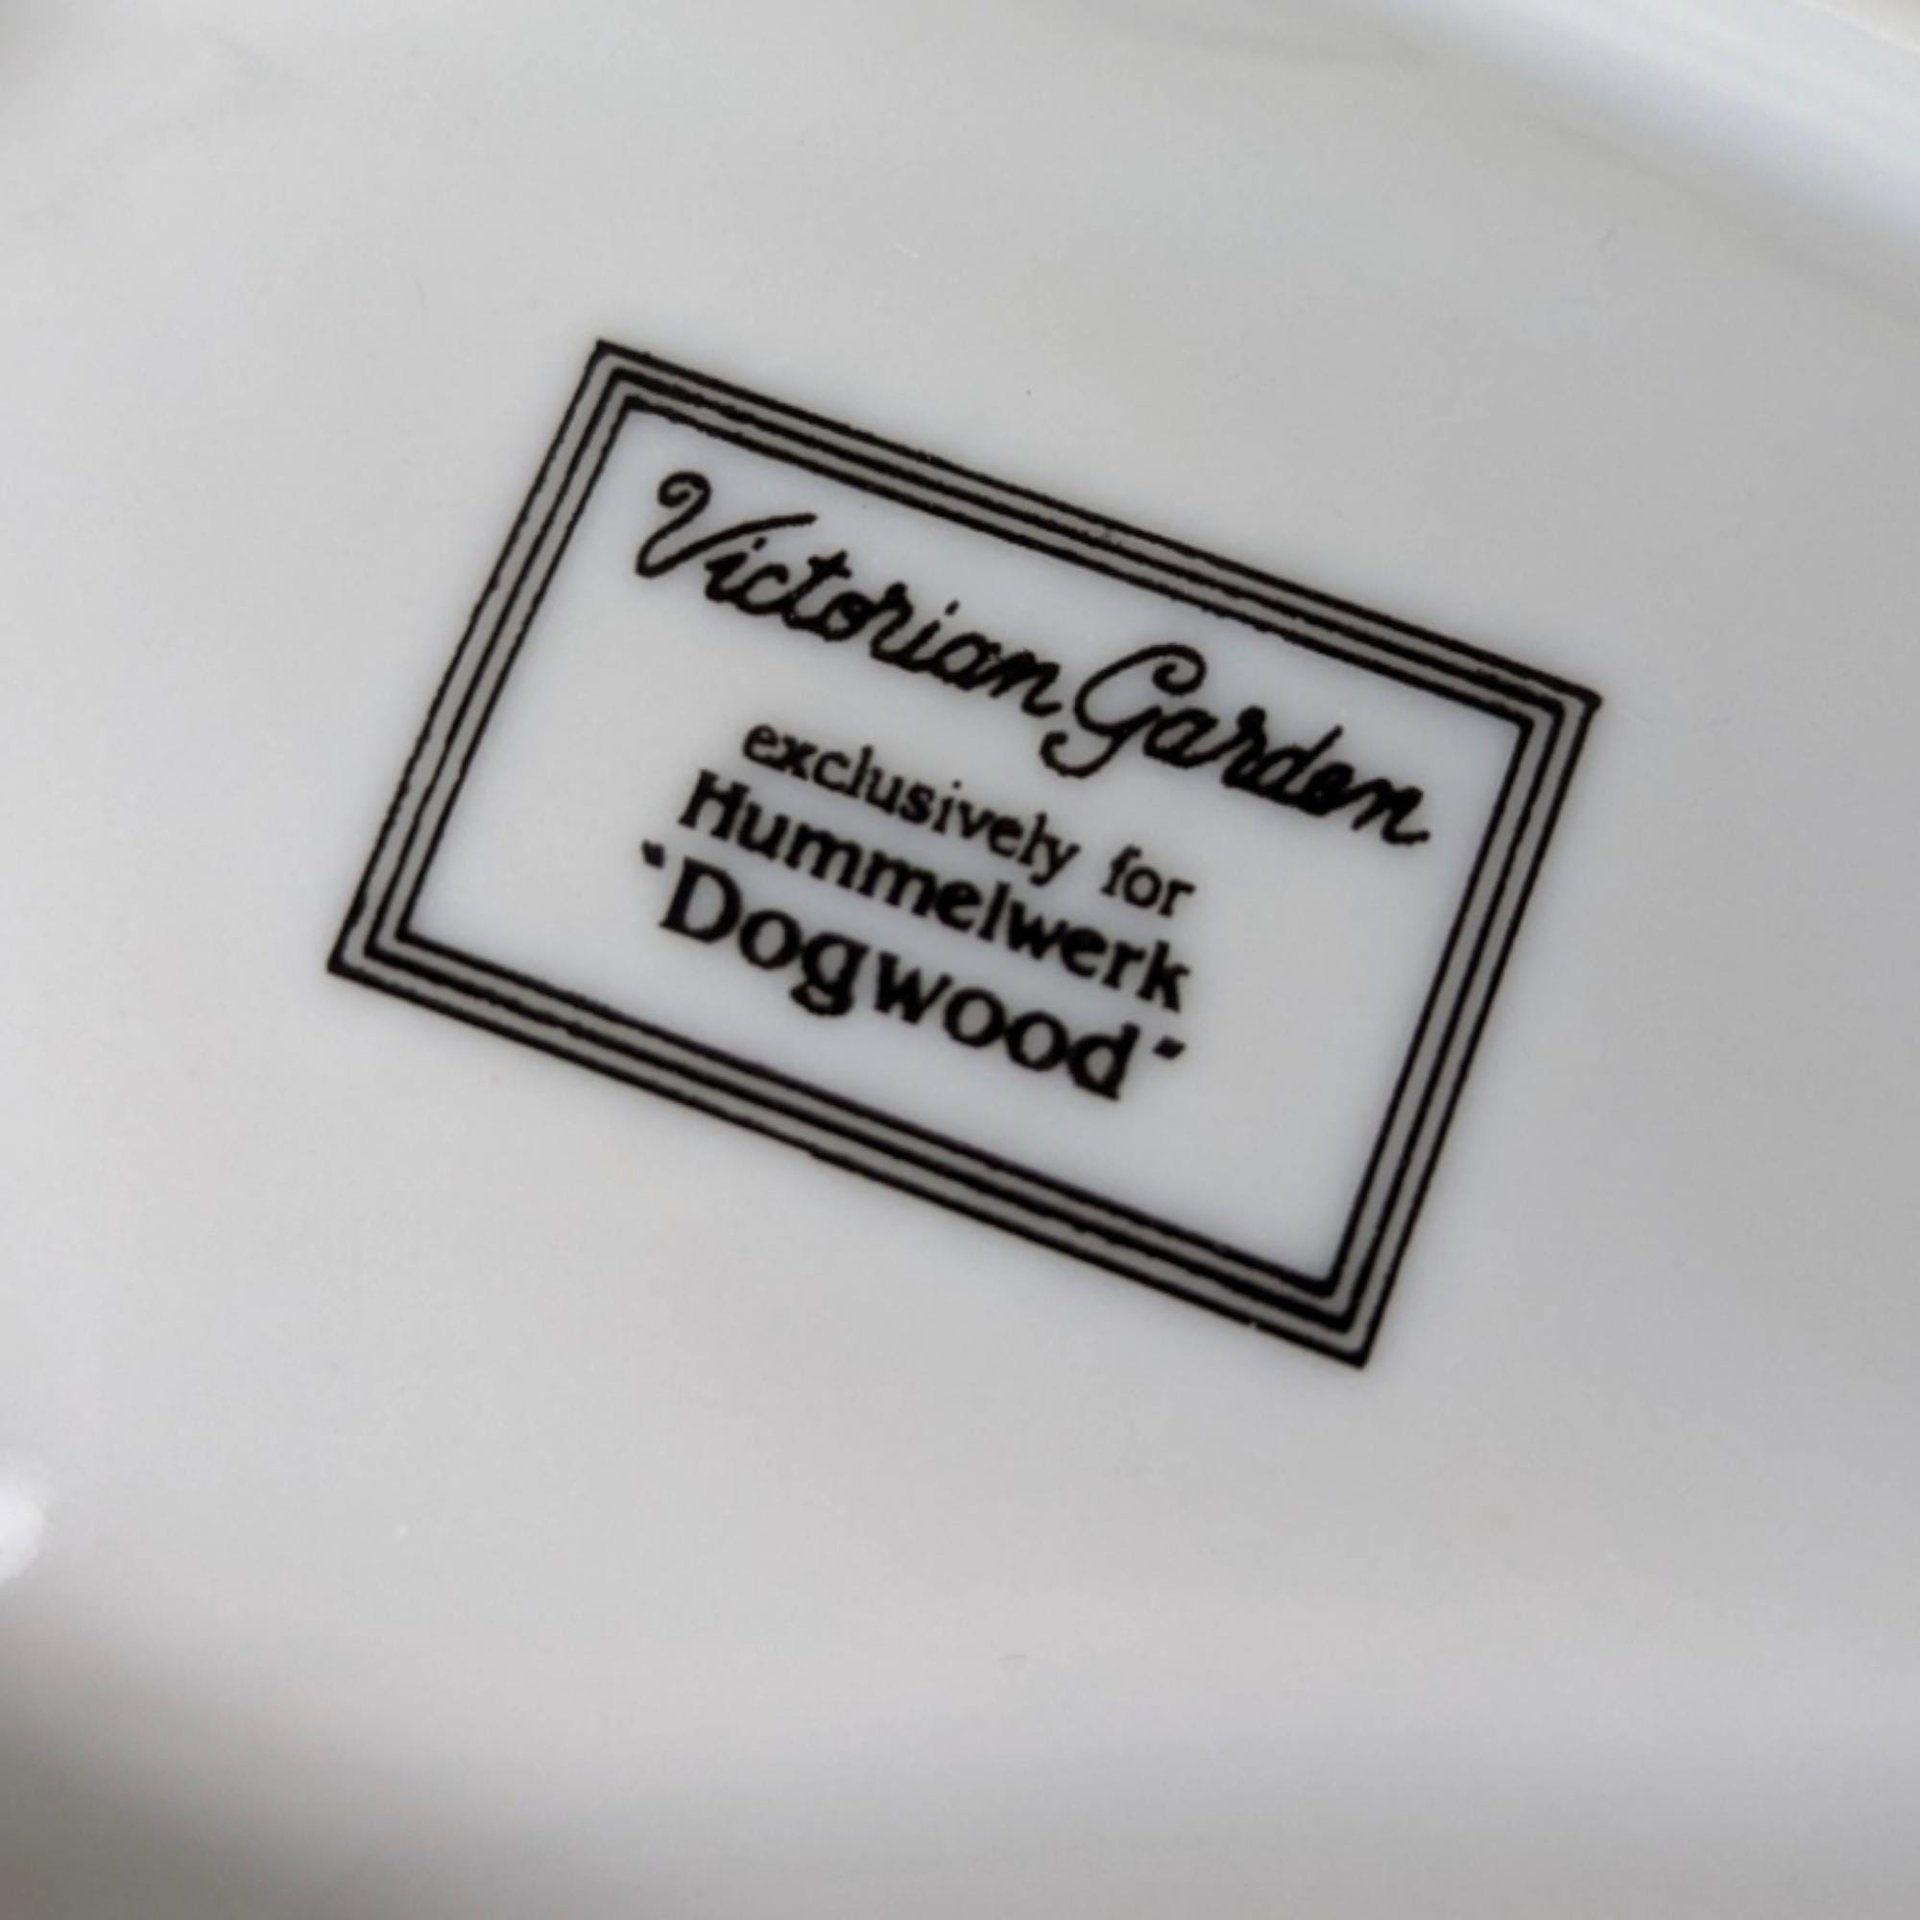 Victorian Garden
exclusively for
Hummelwerk
"Dogwood"